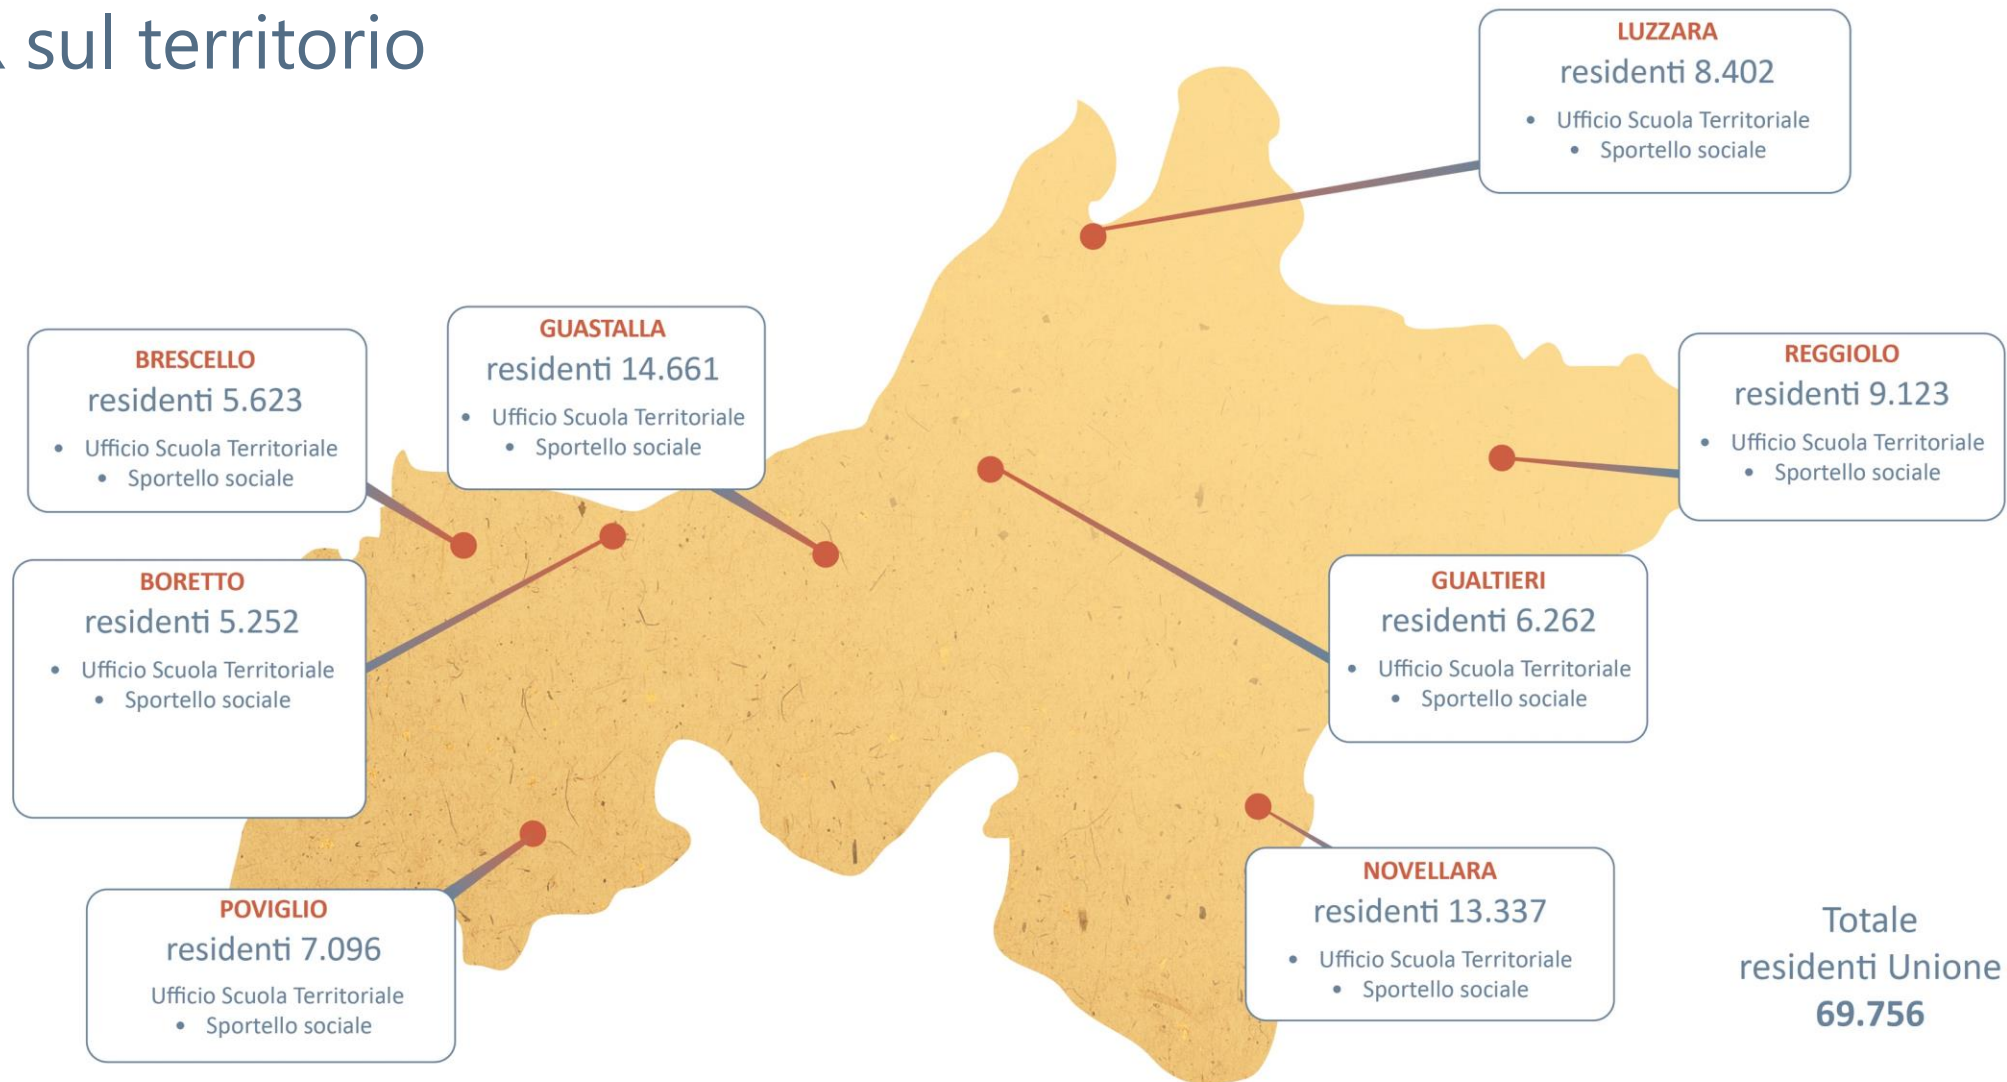 sul territorio
LUZZARA
residenti 8.402
• Ufficio Scuola Territoriale
• Sportello sociale
GUASTALLA
residenti 14.661
• Ufficio Scuola Territoriale
• Sportello sociale
BRESCELLO
residenti 5.623
• Ufficio Scuola Territoriale
• Sportello sociale
REGGIOLO
residenti 9.123
• Ufficio Scuola Territoriale
• Sportello sociale
BORETTO
residenti 5.252
• Ufficio Scuola Territoriale
• Sportello sociale
GUALTIERI
residenti 6.262
• Ufficio Scuola Territoriale
• Sportello sociale
POVIGLIO
residenti 7.096
Ufficio Scuola Territoriale
• Sportello sociale
NOVELLARA
residenti 13.337
• Ufficio Scuola Territoriale
• Sportello sociale
Totale
residenti Unione
69.756